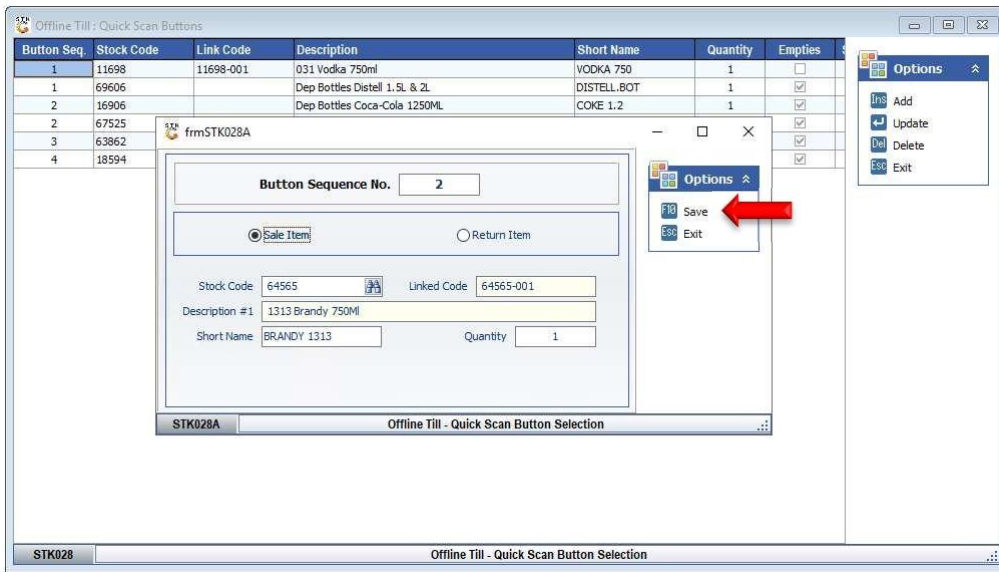 Offline Till : Quick Scan Buttons
Button Seq. Stock Code Link Code Description Short Name Quantity Empties
1 11698 11698-001 031 Vodka 750ml VODKA 750 1
1 69606 Dep Bottles Distell 1.5L & 2L DISTELL.BOT 1
2 16906 Dep Bottles Coca-Cola 1250ML COKE 1.2 1
2 67525
3 63862
4 18594
Options
Ins Add
Update
Del Delete
Esc Exit
frmSTK028A
Button Sequence No. 2
Sale Item Return Item
Stock Code 64565 Linked Code 64565-001
Description #1 1313 Brandy 750Ml
Short Name BRANDY 1313 Quantity 1
Options
F10 Save
Esc Exit
STK028A Offline Till - Quick Scan Button Selection
STK028 Offline Till - Quick Scan Button Selection